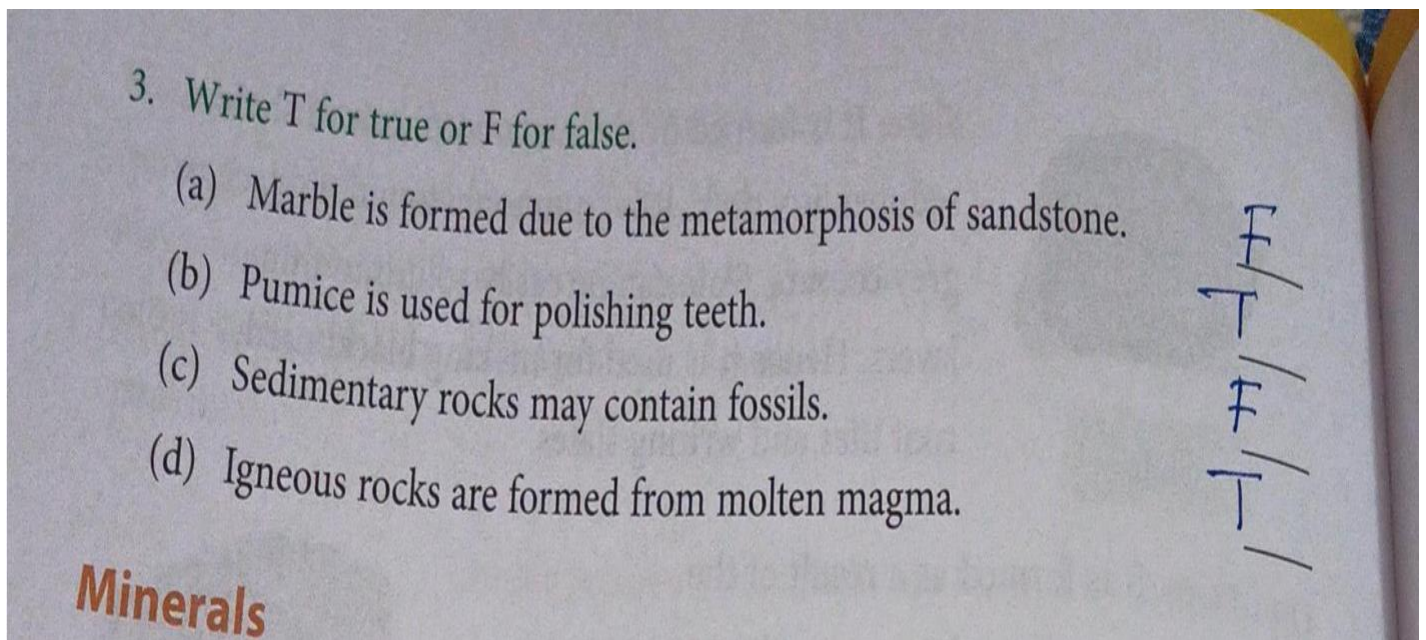 3. Write T for true or F for false.
(a) Marble is formed due to the metamorphosis of sandstone. F
(b) Pumice is used for polishing teeth. T
(c) Sedimentary rocks may contain fossils. F
(d) Igneous rocks are formed from molten magma. T
Minerals